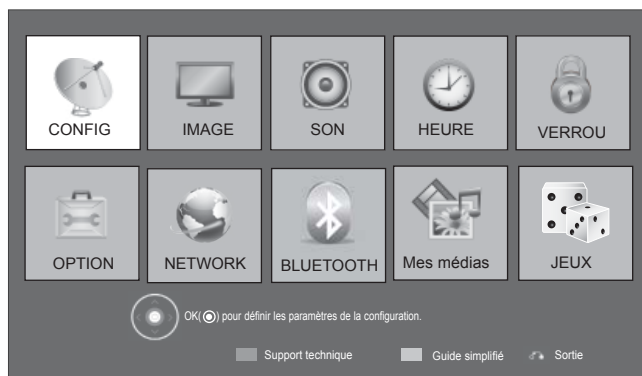 CONFIG IMAGE SON HEURE VERROU
OPTION NETWORK BLUETOOTH Mes médias JEUX
OK(◉) pour définir les paramètres de la configuration.
Support technique Guide simplifié Sortie